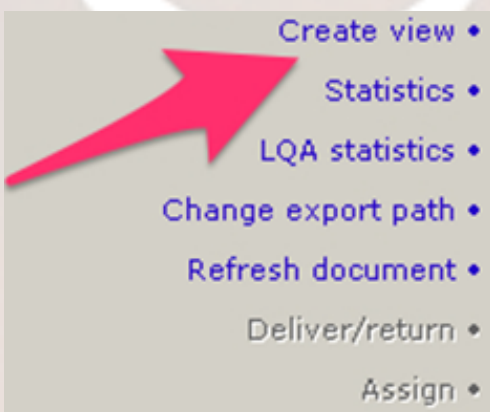 Create view •
Statistics •
LQA statistics •
Change export path •
Refresh document •
Deliver/return •
Assign •